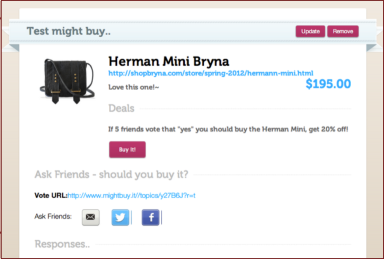 Test might buy..
Update
Remove
Herman Mini Bryna
http://shopbryna.com/store/spring-2012/hermann-mini.html
Love this one!~
$195.00
Deals
If 5 friends vote that "yes" you should buy the Herman Mini, get 20% off!
Buy it!
Ask Friends - should you buy it?
Vote URL:http://www.mightbuy.it//topics/y27B6J?r=t
Ask Friends:
Responses..